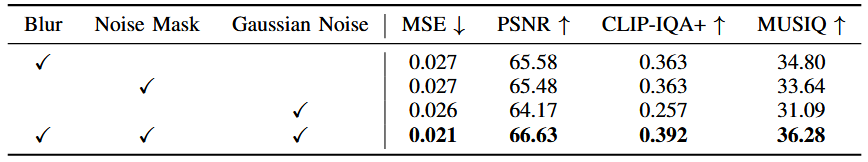 Blur Noise Mask Gaussian Noise MSE ↓ PSNR ↑ CLIP-IQA+ ↑ MUSIQ ↑
✓ 0.027 65.58 0.363 34.80
✓ 0.027 65.48 0.363 33.64
✓ 0.026 64.17 0.257 31.09
✓ ✓ ✓ 0.021 66.63 0.392 36.28